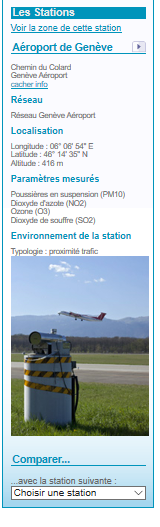 Les Stations
Voir la zone de cette station
Aéroport de Genève
Chemin du Colard
Genève Aéroport
cacher info
Réseau
Réseau Genève Aéroport
Localisation
Longitude : 06° 06' 54" E
Latitude : 46° 14' 35" N
Altitude : 416 m
Paramètres mesurés
Poussières en suspension (PM10)
Dioxyde d'azote (NO2)
Ozone (O3)
Dioxyde de souffre (SO2)
Environnement de la station
Typologie : proximité trafic
Comparer...
...avec la station suivante :
Choisir une station